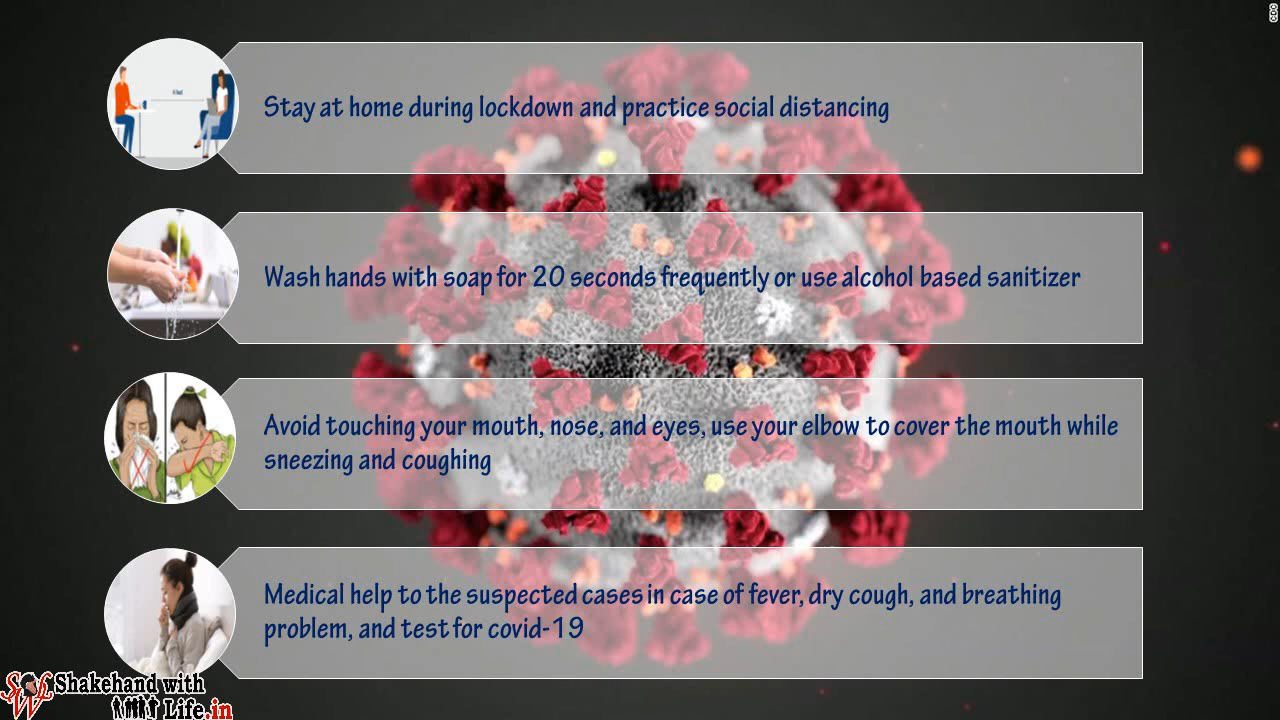 CDC
Stay at home during lockdown and practice social distancing
Wash hands with soap for 20 seconds frequently or use alcohol based sanitizer
Avoid touching your mouth, nose, and eyes, use your elbow to cover the mouth while
sneezing and coughing
Medical help to the suspected cases in case of fever, dry cough, and breathing
problem, and test for covid-19
Shakehand with
Life.in